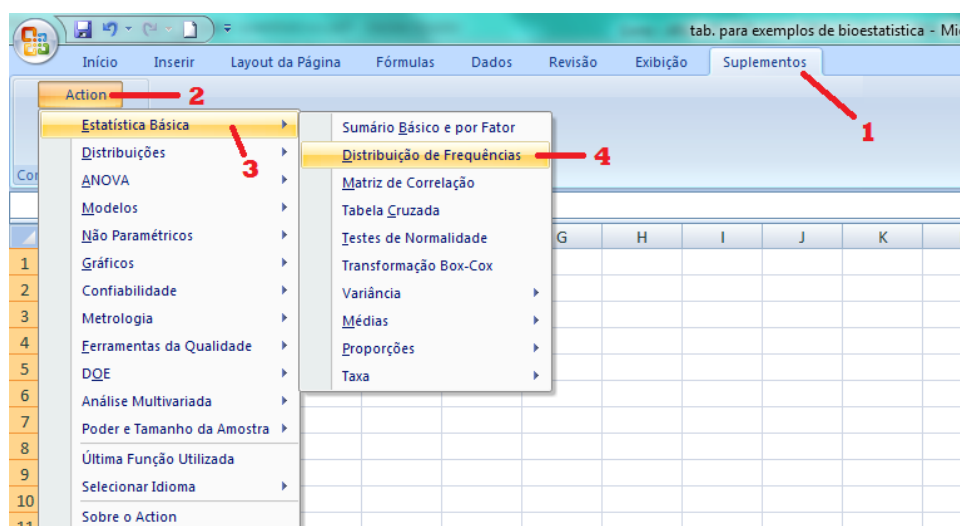 tab. para exemplos de bioestatistica - Mi
Início Inserir Layout da Página Fórmulas Dados Revisão Exibição Suplementos
1
Action 2
Estatística Básica
3
Distribuições
ANOVA
Modelos
Não Paramétricos
Gráficos
Confiabilidade
Metrologia
Ferramentas da Qualidade
DOE
Análise Multivariada
Poder e Tamanho da Amostra
Última Função Utilizada
Selecionar Idioma
Sobre o Action
Sumário Básico e por Fator
Distribuição de Frequências 4
Matriz de Correlação
Tabela Cruzada
Testes de Normalidade
Transformação Box-Cox
Variância
Médias
Proporções
Taxa
Cor
G H I J K
1
2
3
4
5
6
7
8
9
10
11